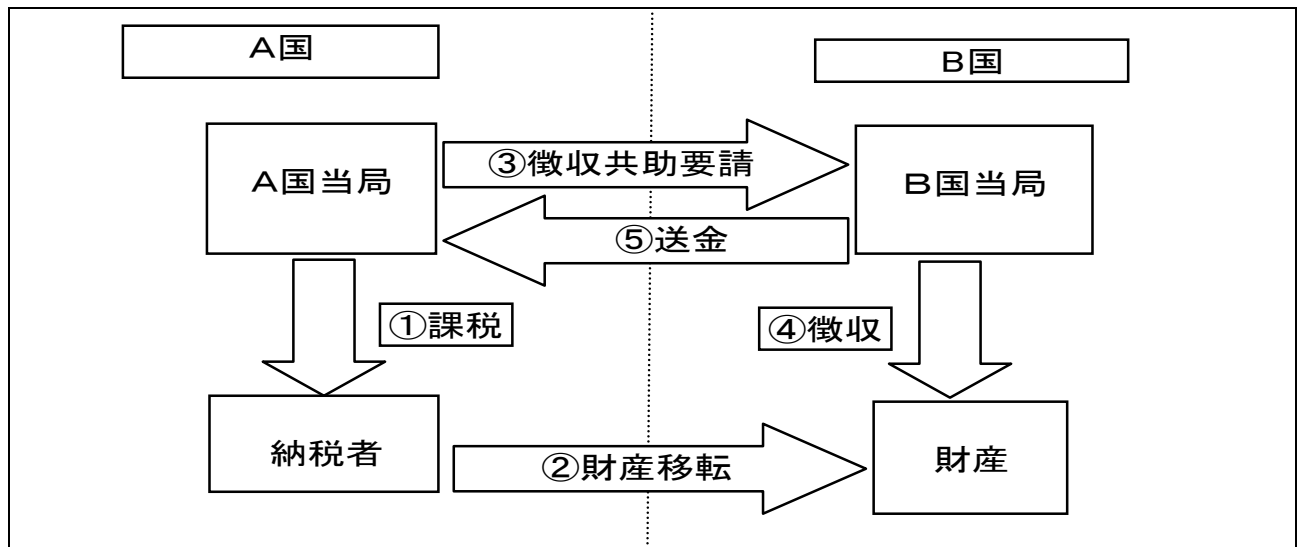 A国
B国
A国当局
③徴収共助要請
B国当局
⑤送金
①課税
④徴収
納税者
②財産移転
財産